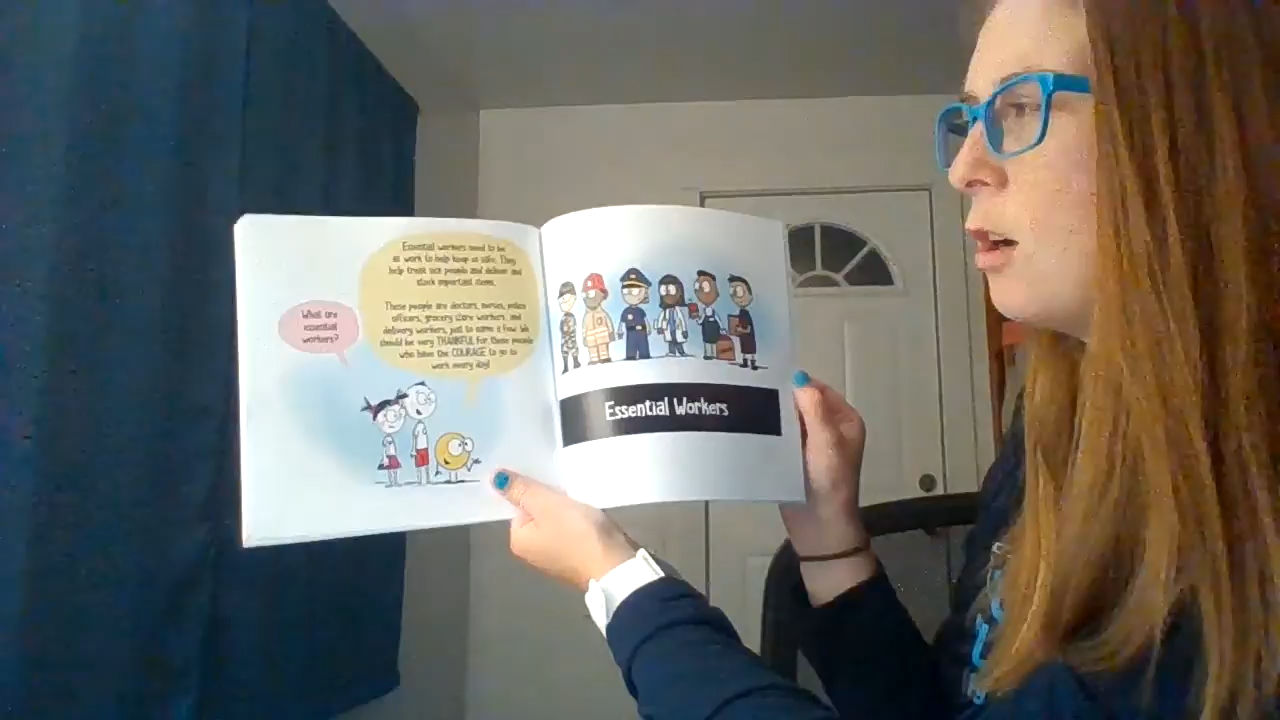 What are
essential
workers?
Essential workers need to be
at work to help keep us safe. They
help treat sick people and deliver and
stock important items.
These people are doctors, nurses, police
officers, grocery store workers, and
delivery workers, just to name a few. We
should be very THANKFUL for these people
who have the COURAGE to go to
work every day!
Essential Workers